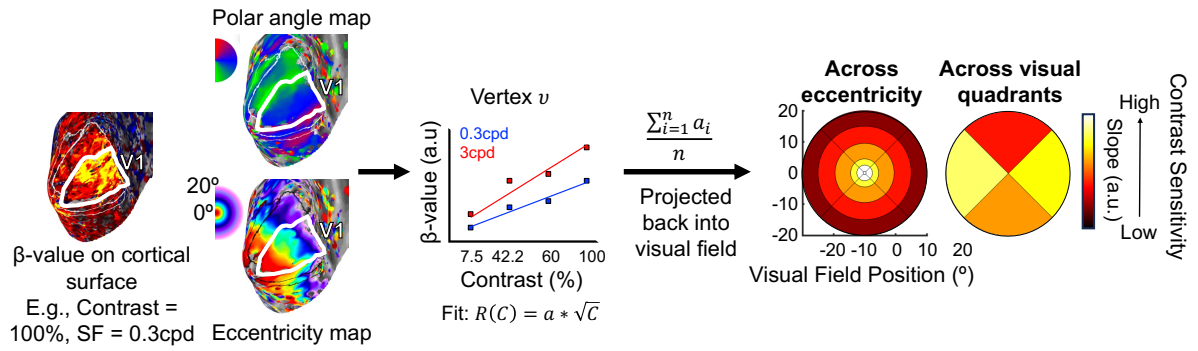 Polar angle map
V1
V1
20º
0º
V1
β-value on cortical
surface
E.g., Contrast =
100%, SF = 0.3cpd
Eccentricity map
Vertex υ
0.3cpd
3cpd
β-value (a.u)
7.5 42.2 60 100
Contrast (%)
Fit: R(C) = a * √C
∑ⁿᵢ₌₁ aᵢ
n
Projected
back into
visual field
Across
eccentricity
20
10
0
-10
-20
-20 -10 0 10 20
Visual Field Position (º)
Across visual
quadrants
Slope (a.u.)
High
Low
Contrast Sensitivity